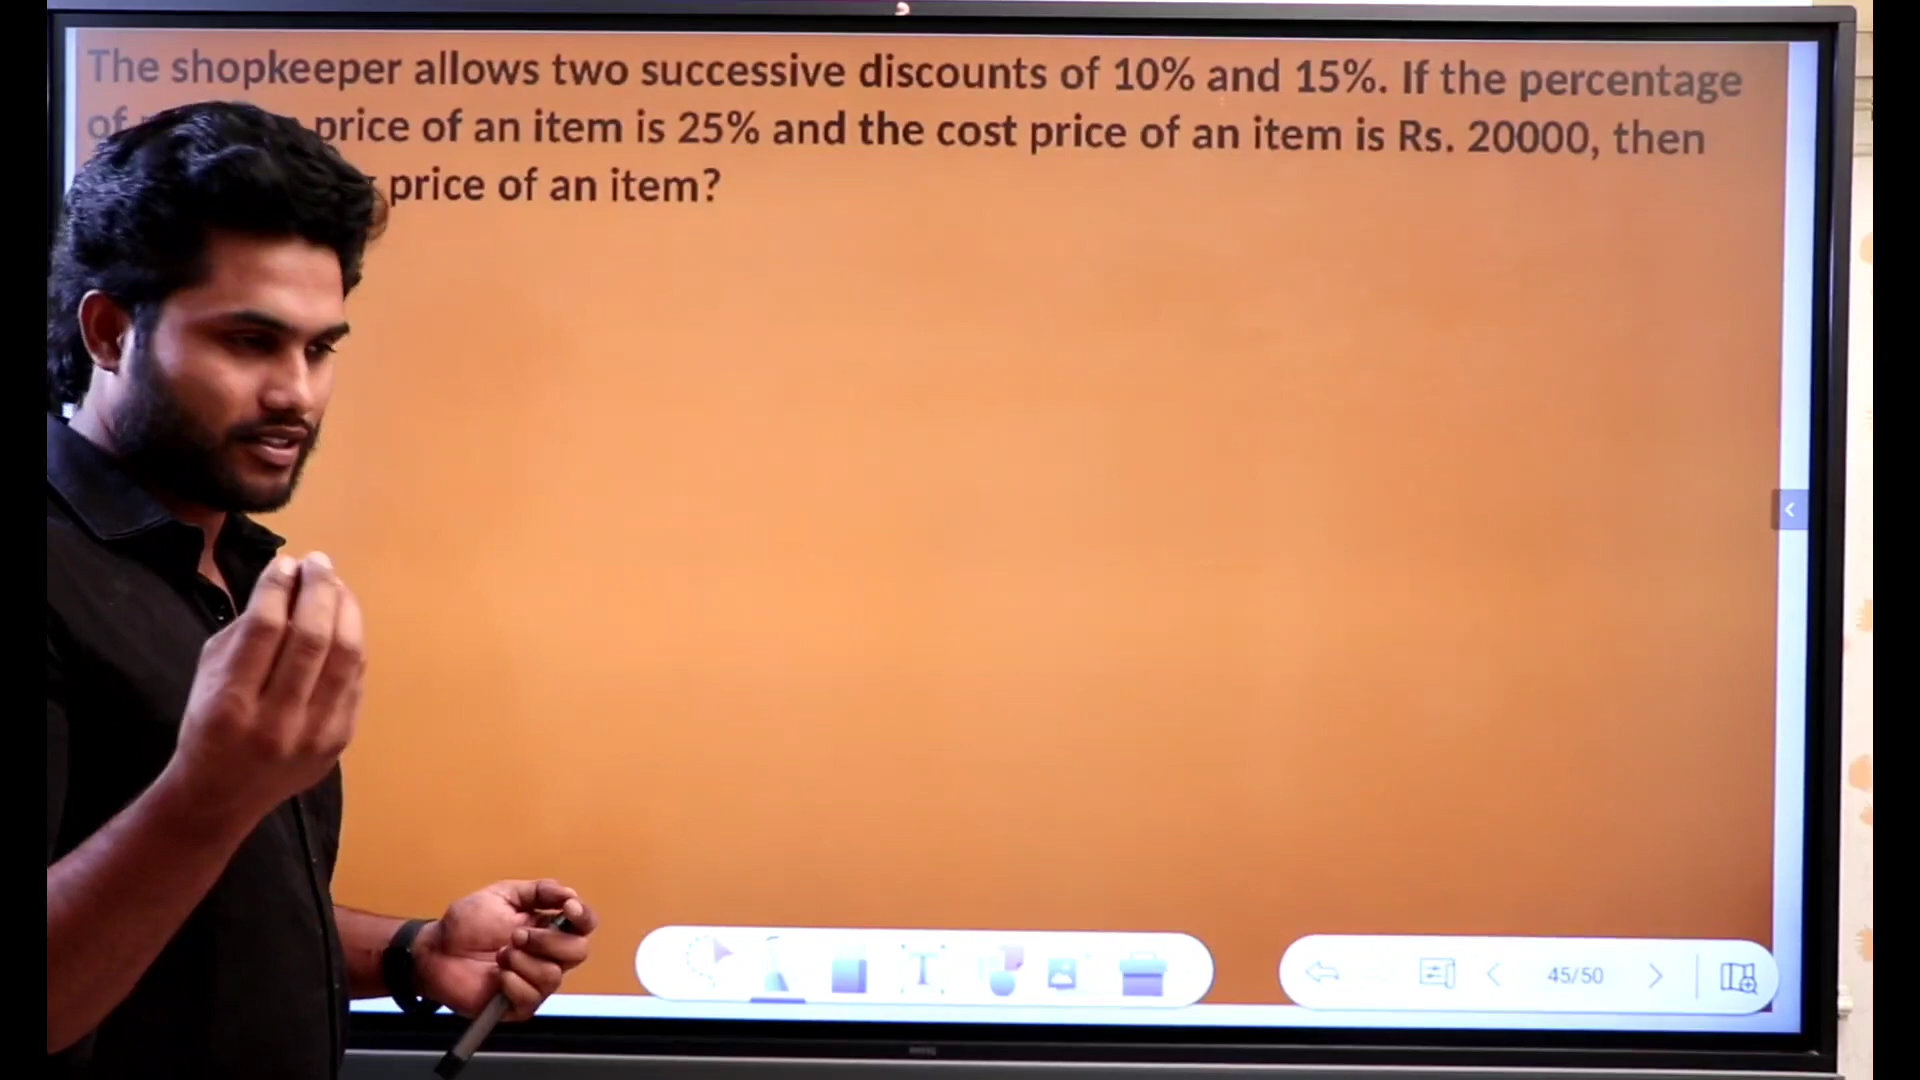 The shopkeeper allows two successive discounts of 10% and 15%. If the percentage
of price of an item is 25% and the cost price of an item is Rs. 20000, then
price of an item?
T
45/50